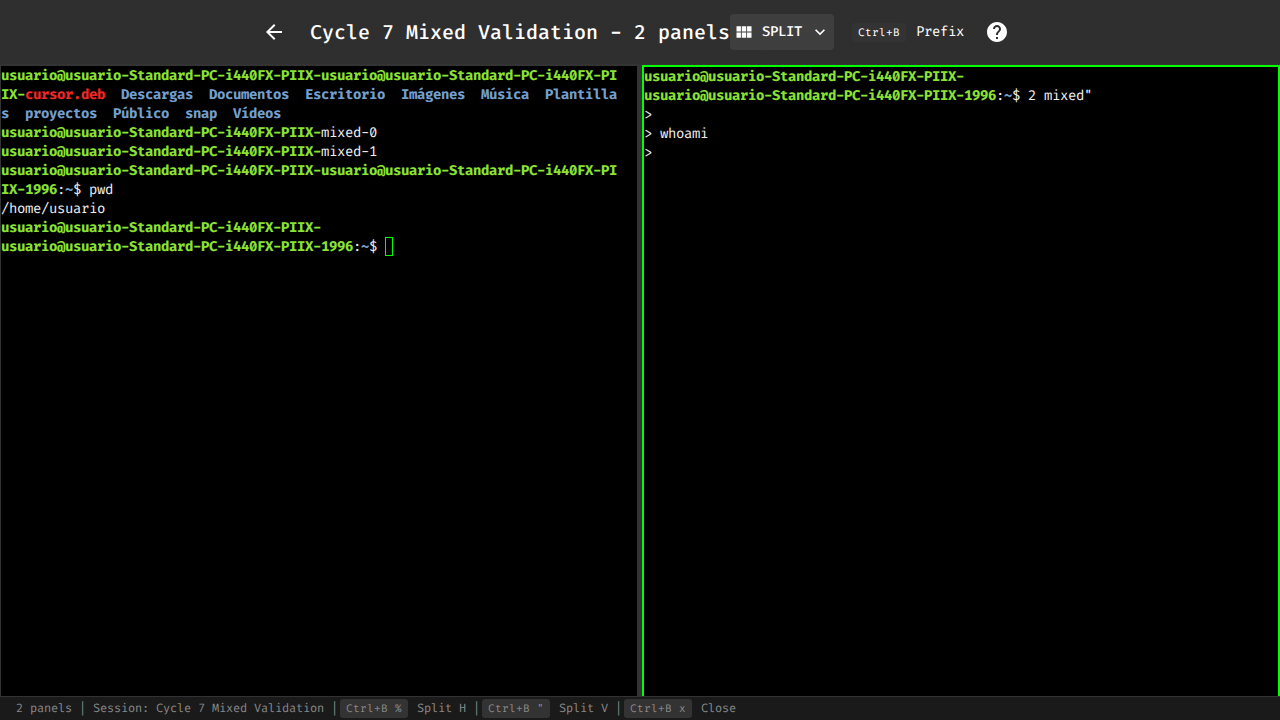 Cycle 7 Mixed Validation - 2 panels SPLIT Ctrl+B Prefix ?
usuario@usuario-Standard-PC-i440FX-PIIX-usuario@usuario-Standard-PC-i440FX-PI
IX-cursor.deb Descargas Documentos Escritorio Imágenes Música Plantilla
s proyectos Público snap Vídeos
usuario@usuario-Standard-PC-i440FX-PIIX-mixed-0
usuario@usuario-Standard-PC-i440FX-PIIX-mixed-1
usuario@usuario-Standard-PC-i440FX-PIIX-usuario@usuario-Standard-PC-i440FX-PI
IX-1996:~$ pwd
/home/usuario
usuario@usuario-Standard-PC-i440FX-PIIX-
usuario@usuario-Standard-PC-i440FX-PIIX-1996:~$
usuario@usuario-Standard-PC-i440FX-PIIX-
usuario@usuario-Standard-PC-i440FX-PIIX-1996:~$ 2 mixed"
>
> whoami
>
2 panels | Session: Cycle 7 Mixed Validation | Ctrl+B % Split H | Ctrl+B " Split V | Ctrl+B x Close